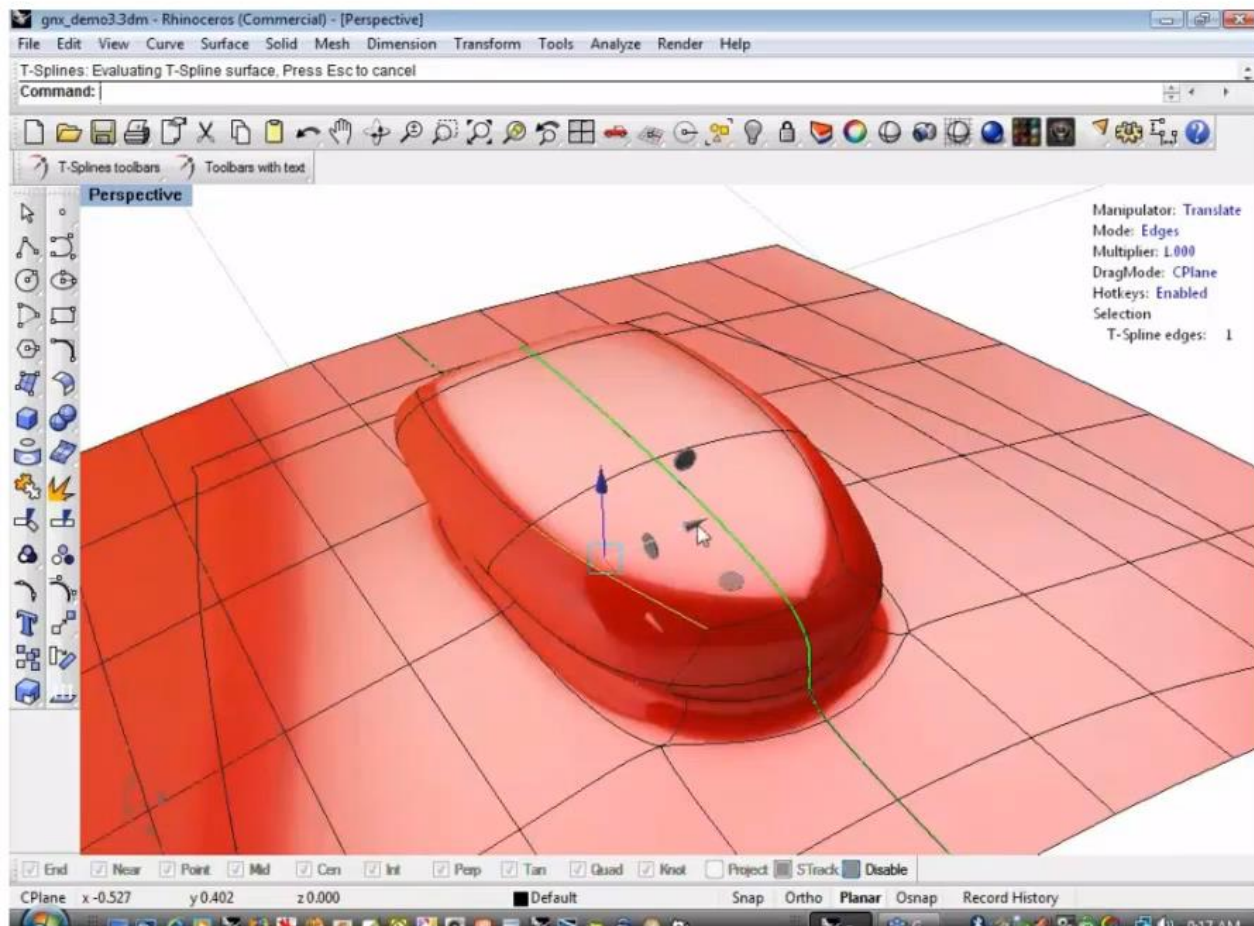 gnx_demo3.3dm - Rhinoceros (Commercial) - [Perspective]
File Edit View Curve Surface Solid Mesh Dimension Transform Tools Analyze Render Help
T-Splines: Evaluating T-Spline surface, Press Esc to cancel
Command:
T-Splines toolbars Toolbars with text
Perspective
Manipulator: Translate
Mode: Edges
Multiplier: 1.000
DragMode: CPlane
Hotkeys: Enabled
Selection
T-Spline edges: 1
End Near Point Mid Cen Int Perp Tan Quad Knot Project STrack Disable
CPlane x -0.527 y 0.402 z 0.000 Default Snap Ortho Planar Osnap Record History
9:17 AM